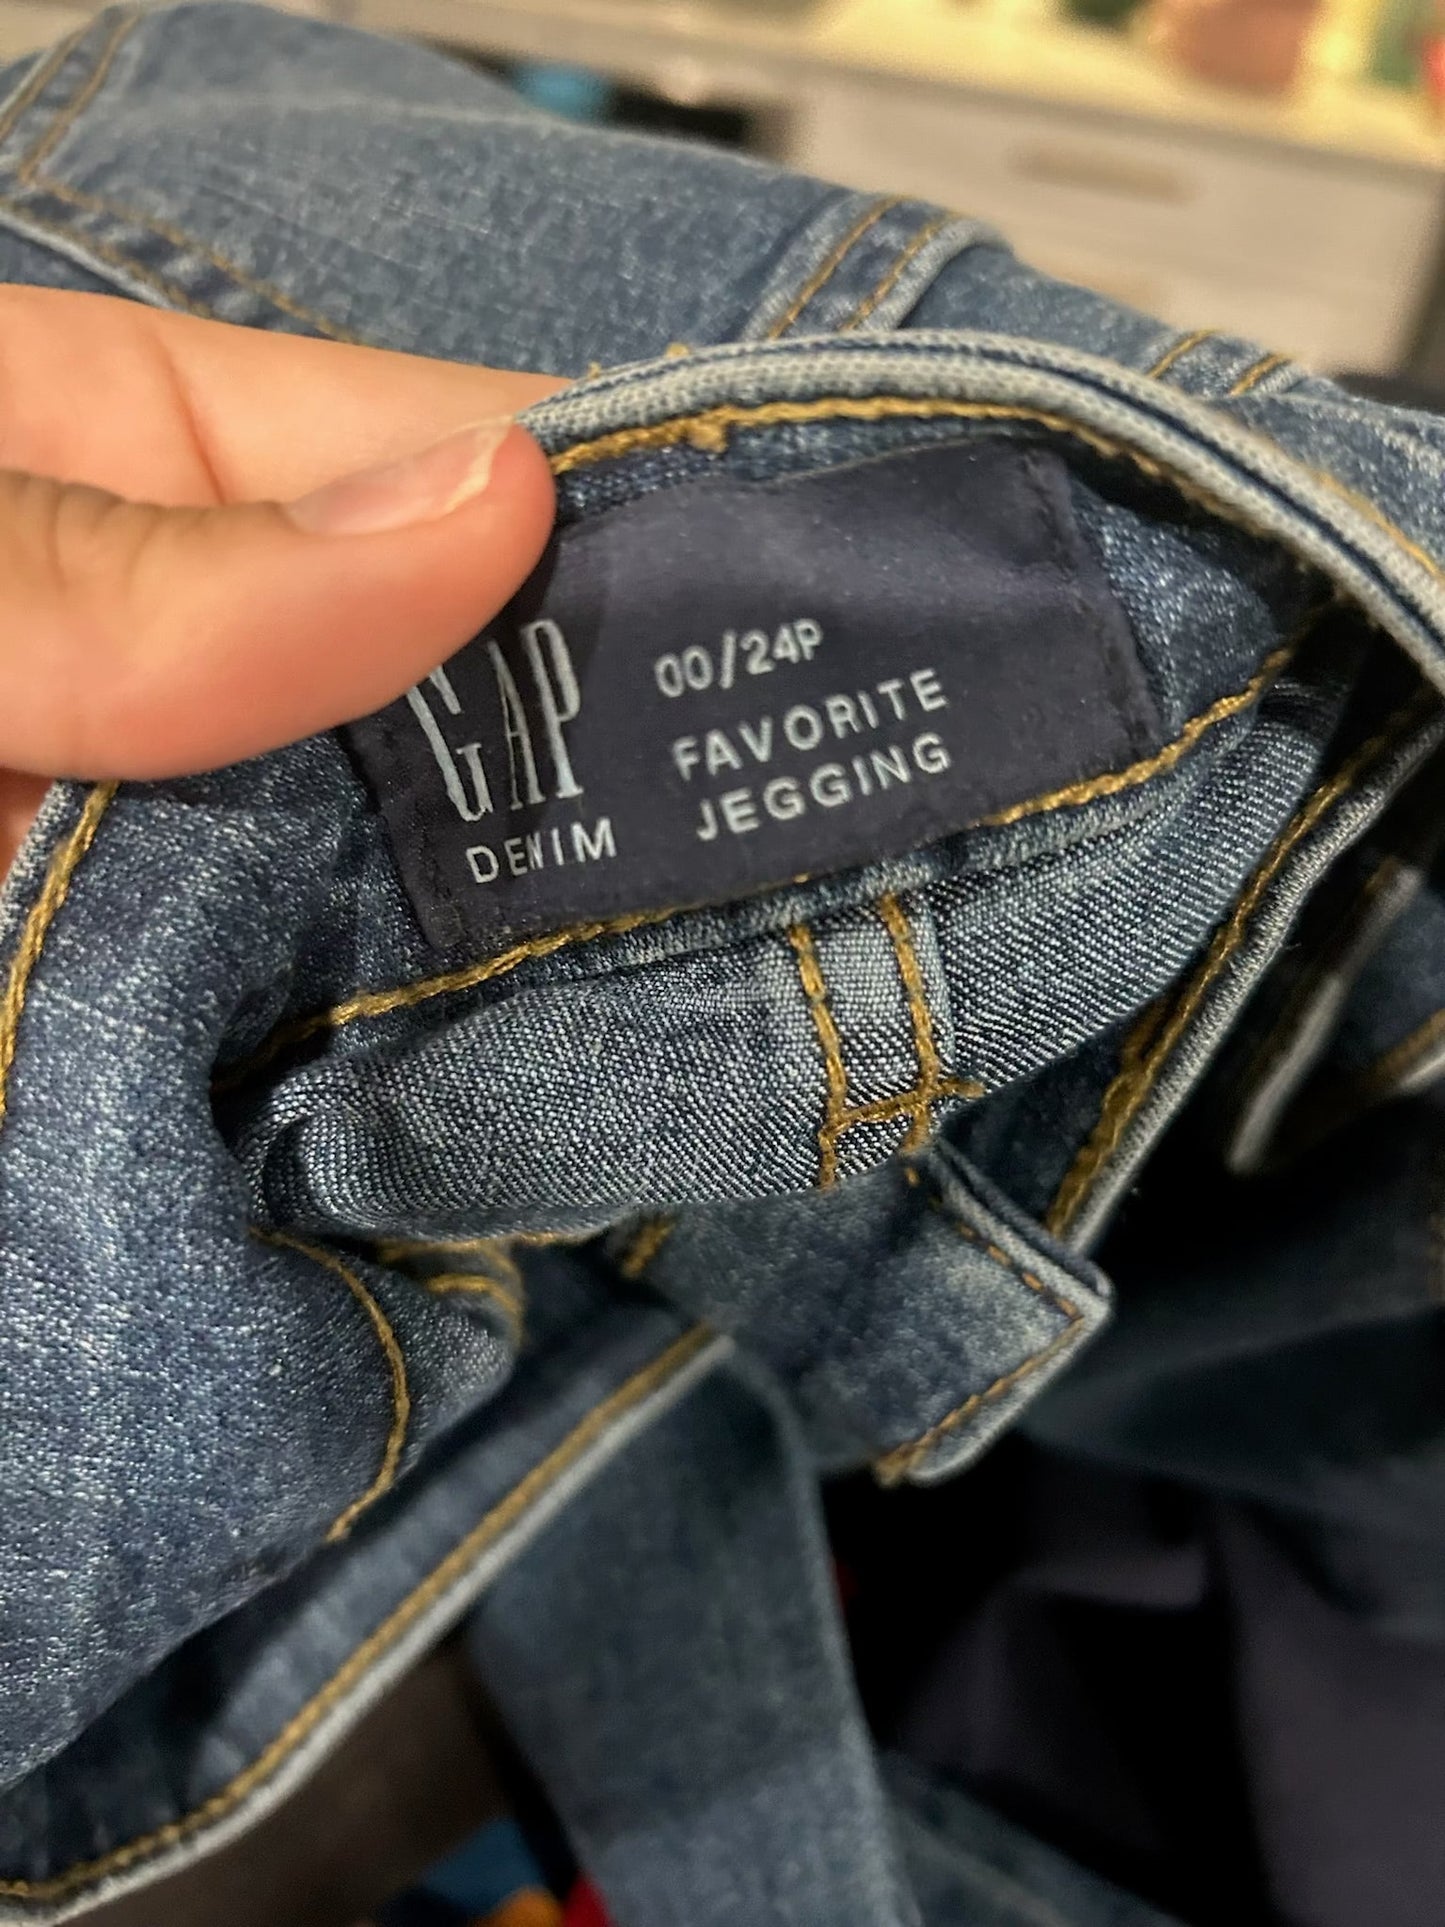 GAP
DENIM
00/24P
FAVORITE
JEGGING